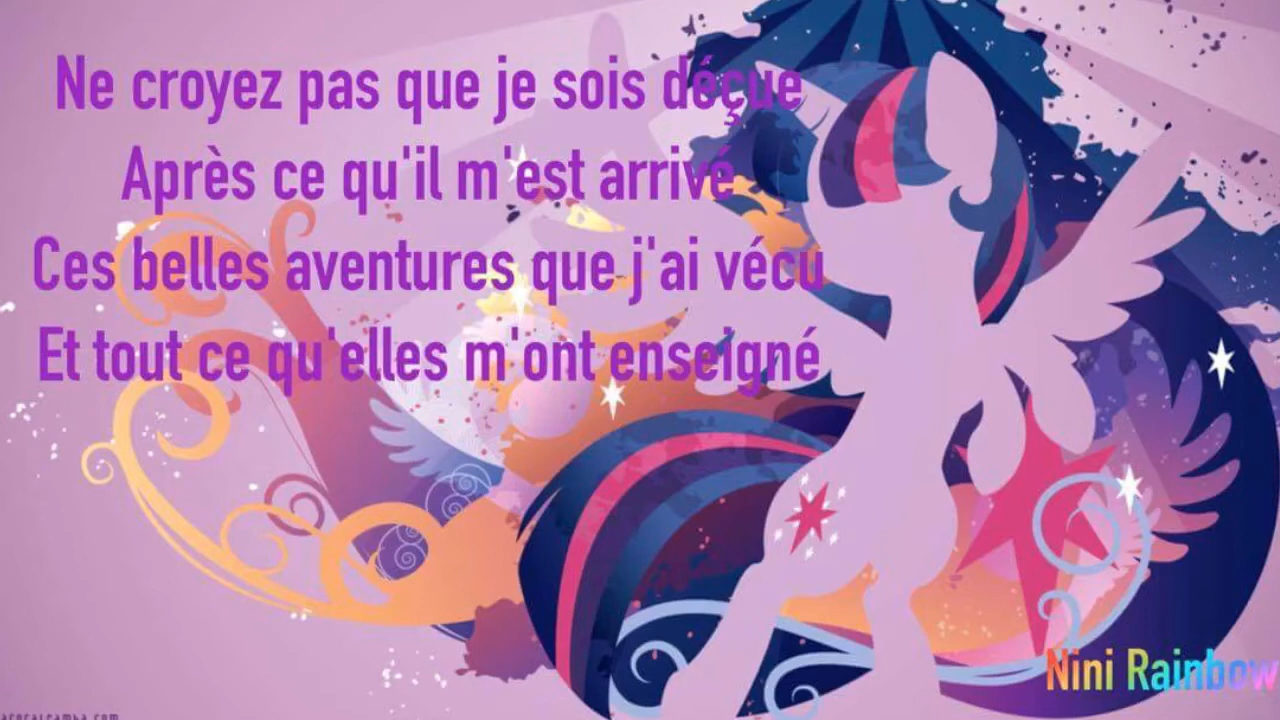 Ne croyez pas que je sois déçue
Après ce qu'il m'est arrivé
Ces belles aventures que j'ai vécu
Et tout ce qu'elles m'ont enseigné
Nini Rainbow